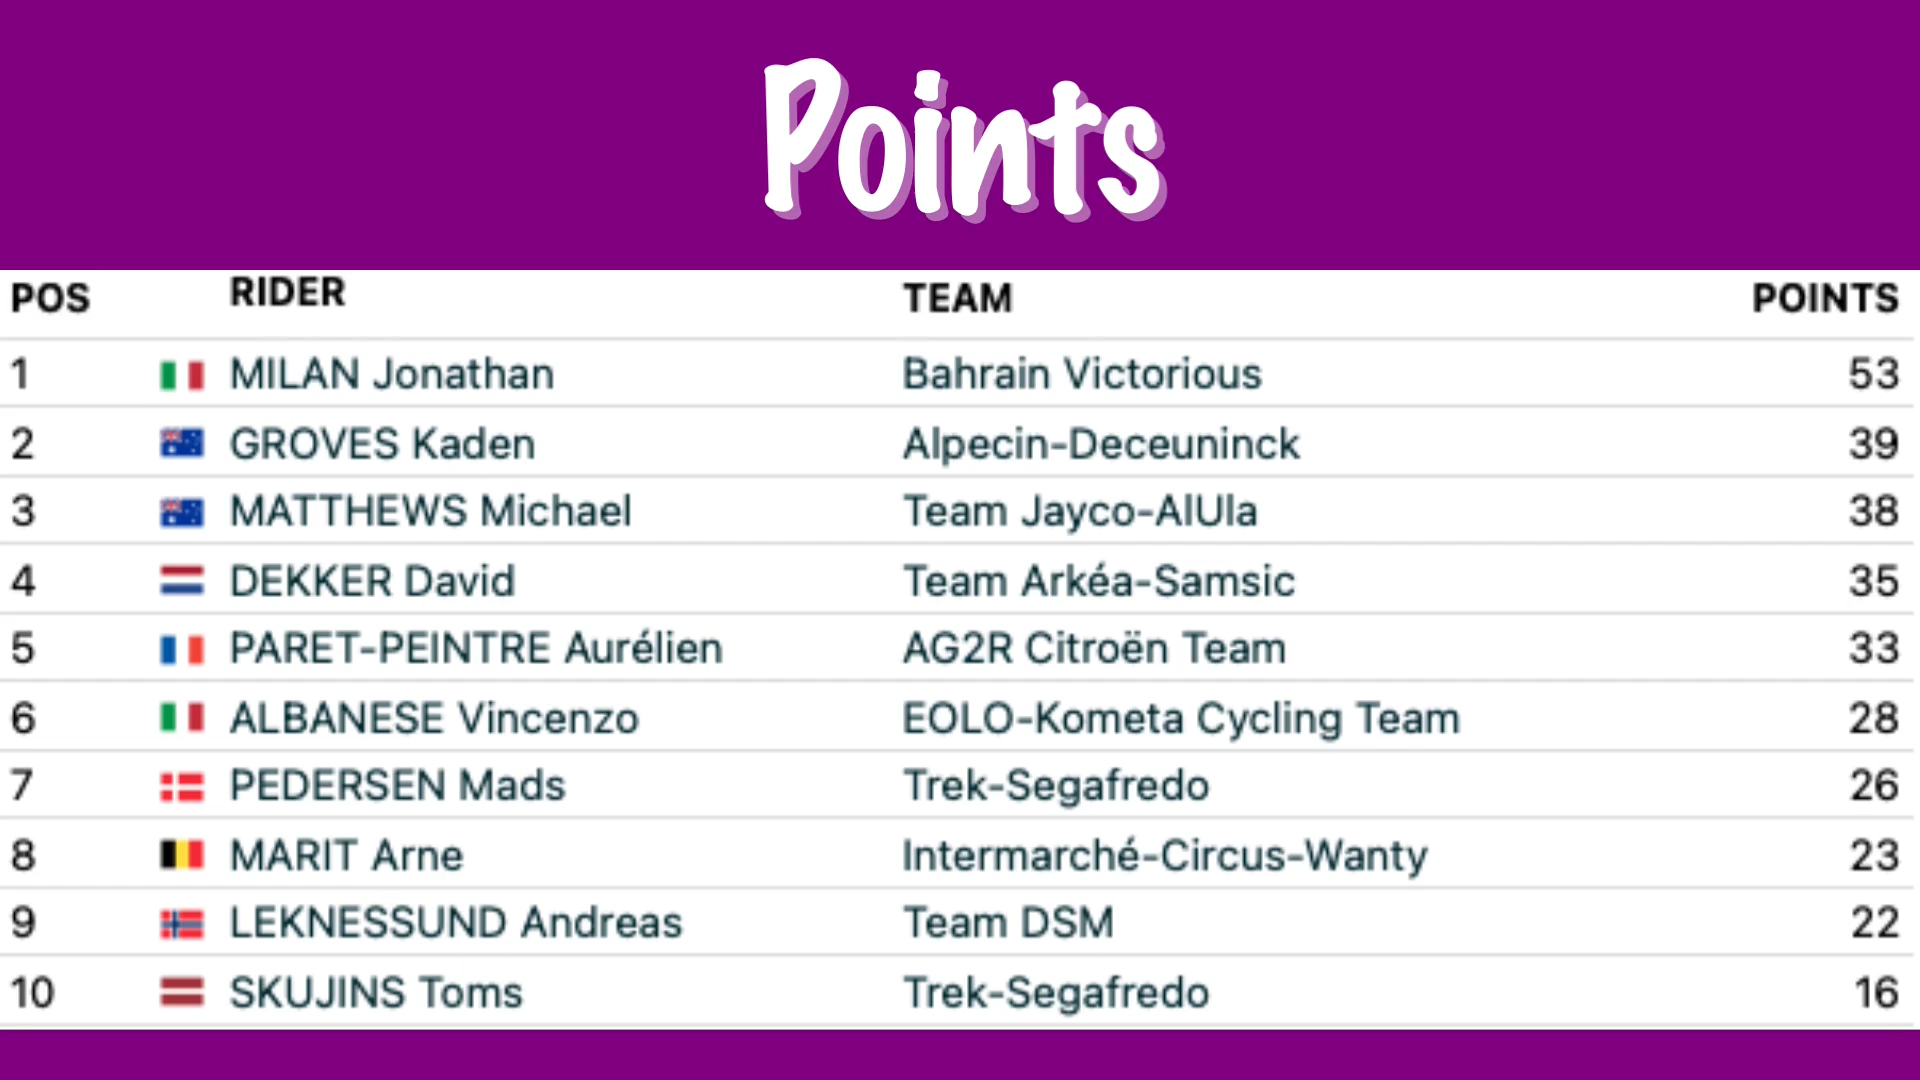 Points
POS RIDER TEAM POINTS
1 MILAN Jonathan Bahrain Victorious 53
2 GROVES Kaden Alpecin-Deceuninck 39
3 MATTHEWS Michael Team Jayco-AlUla 38
4 DEKKER David Team Arkéa-Samsic 35
5 PARET-PEINTRE Aurélien AG2R Citroën Team 33
6 ALBANESE Vincenzo EOLO-Kometa Cycling Team 28
7 PEDERSEN Mads Trek-Segafredo 26
8 MARIT Arne Intermarché-Circus-Wanty 23
9 LEKNESSUND Andreas Team DSM 22
10 SKUJINS Toms Trek-Segafredo 16